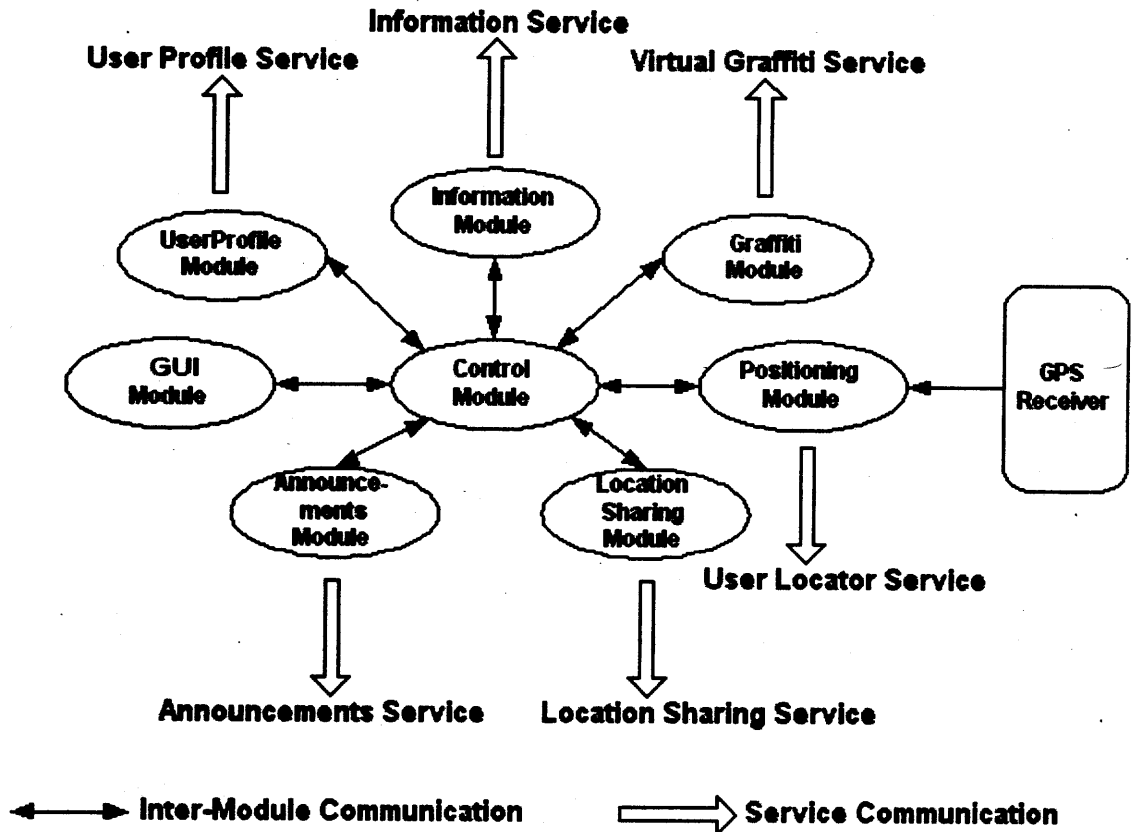 Information Service
User Profile Service
Virtual Graffiti Service
Information
Module
UserProfile
Module
Graffiti
Module
GUI
Module
Control
Module
Positioning
Module
GPS
Receiver
Announce-
ments
Module
Location
Sharing
Module
User Locator Service
Announcements Service
Location Sharing Service
Inter-Module Communication
Service Communication